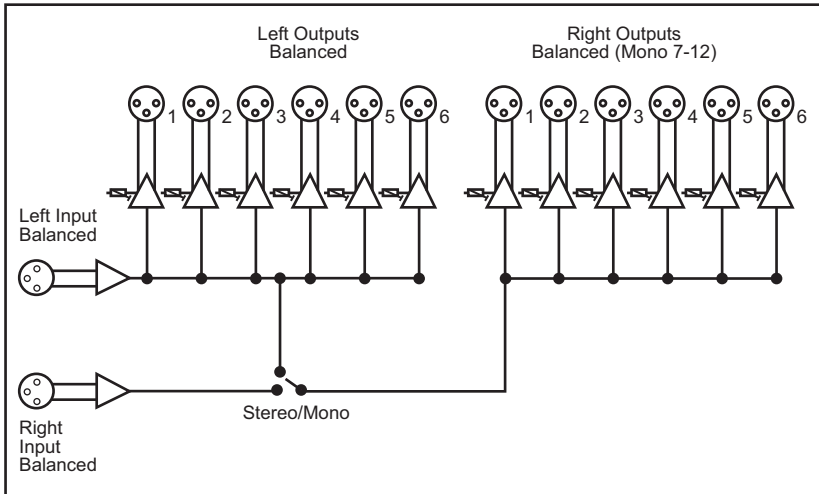 Left Outputs
Balanced
Right Outputs
Balanced (Mono 7-12)
1 2 3 4 5 6
1 2 3 4 5 6
Left Input
Balanced
Stereo/Mono
Right
Input
Balanced